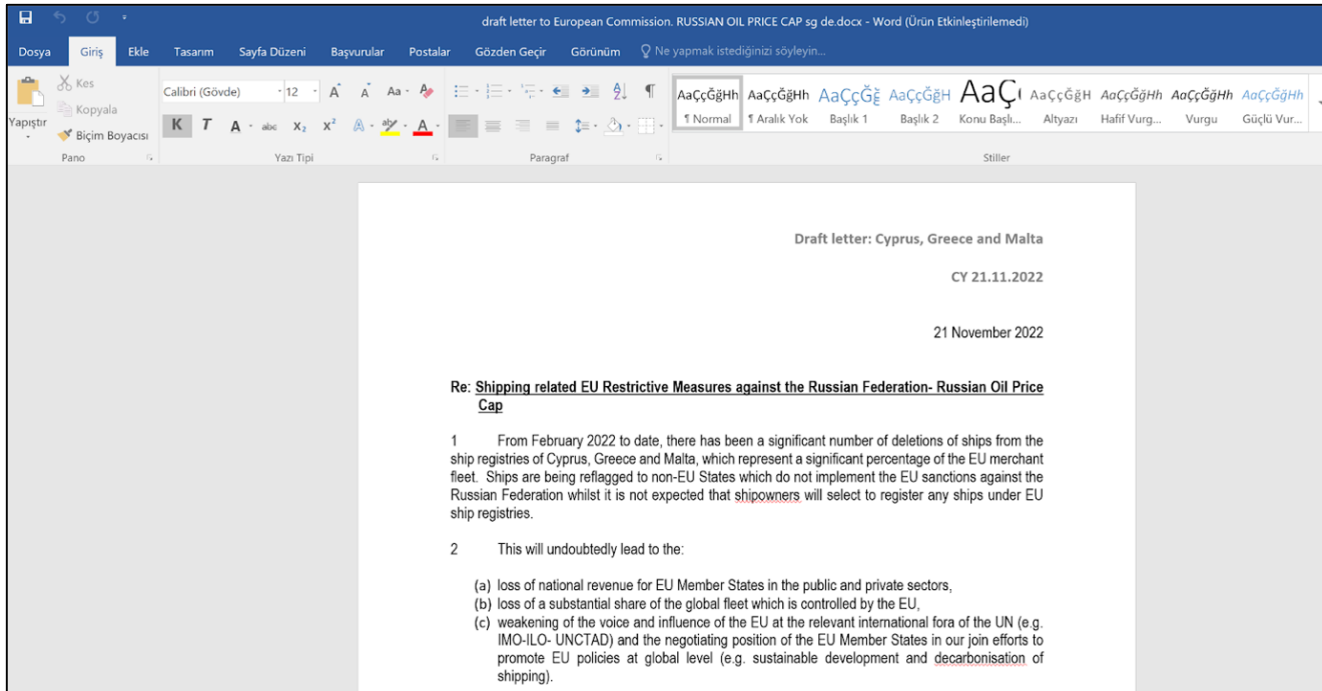 draft letter to European Commission. RUSSIAN OIL PRICE CAP sg de.docx - Word (Ürün Etkinleştirilemedi)
Dosya Giriş Ekle Tasarım Sayfa Düzeni Başvurular Postalar Gözden Geçir Görünüm Ne yapmak istediğinizi söyleyin...
Yapıştır
Kes
Kopyala
Biçim Boyacısı
Pano
Calibri (Gövde) 12 A A Aa
K T A abc X₂ X² A ab A
Yazı Tipi
Paragraf
AaÇçĞğHh AaÇçĞğHh AaÇçĞğ AaÇçĞğH AaÇ AaÇçĞğH AaÇçĞğHh AaÇçĞğHh AaÇçĞğHh
¶ Normal ¶ Aralık Yok Başlık 1 Başlık 2 Konu Başlı... Altyazı Hafif Vurg... Vurgu Güçlü Vur...
Stiller
Draft letter: Cyprus, Greece and Malta
CY 21.11.2022
21 November 2022
Re: Shipping related EU Restrictive Measures against the Russian Federation- Russian Oil Price
Cap
1 From February 2022 to date, there has been a significant number of deletions of ships from the
ship registries of Cyprus, Greece and Malta, which represent a significant percentage of the EU merchant
fleet. Ships are being reflagged to non-EU States which do not implement the EU sanctions against the
Russian Federation whilst it is not expected that shipowners will select to register any ships under EU
ship registries.
2 This will undoubtedly lead to the:
(a) loss of national revenue for EU Member States in the public and private sectors,
(b) loss of a substantial share of the global fleet which is controlled by the EU,
(c) weakening of the voice and influence of the EU at the relevant international fora of the UN (e.g.
IMO-ILO- UNCTAD) and the negotiating position of the EU Member States in our join efforts to
promote EU policies at global level (e.g. sustainable development and decarbonisation of
shipping).